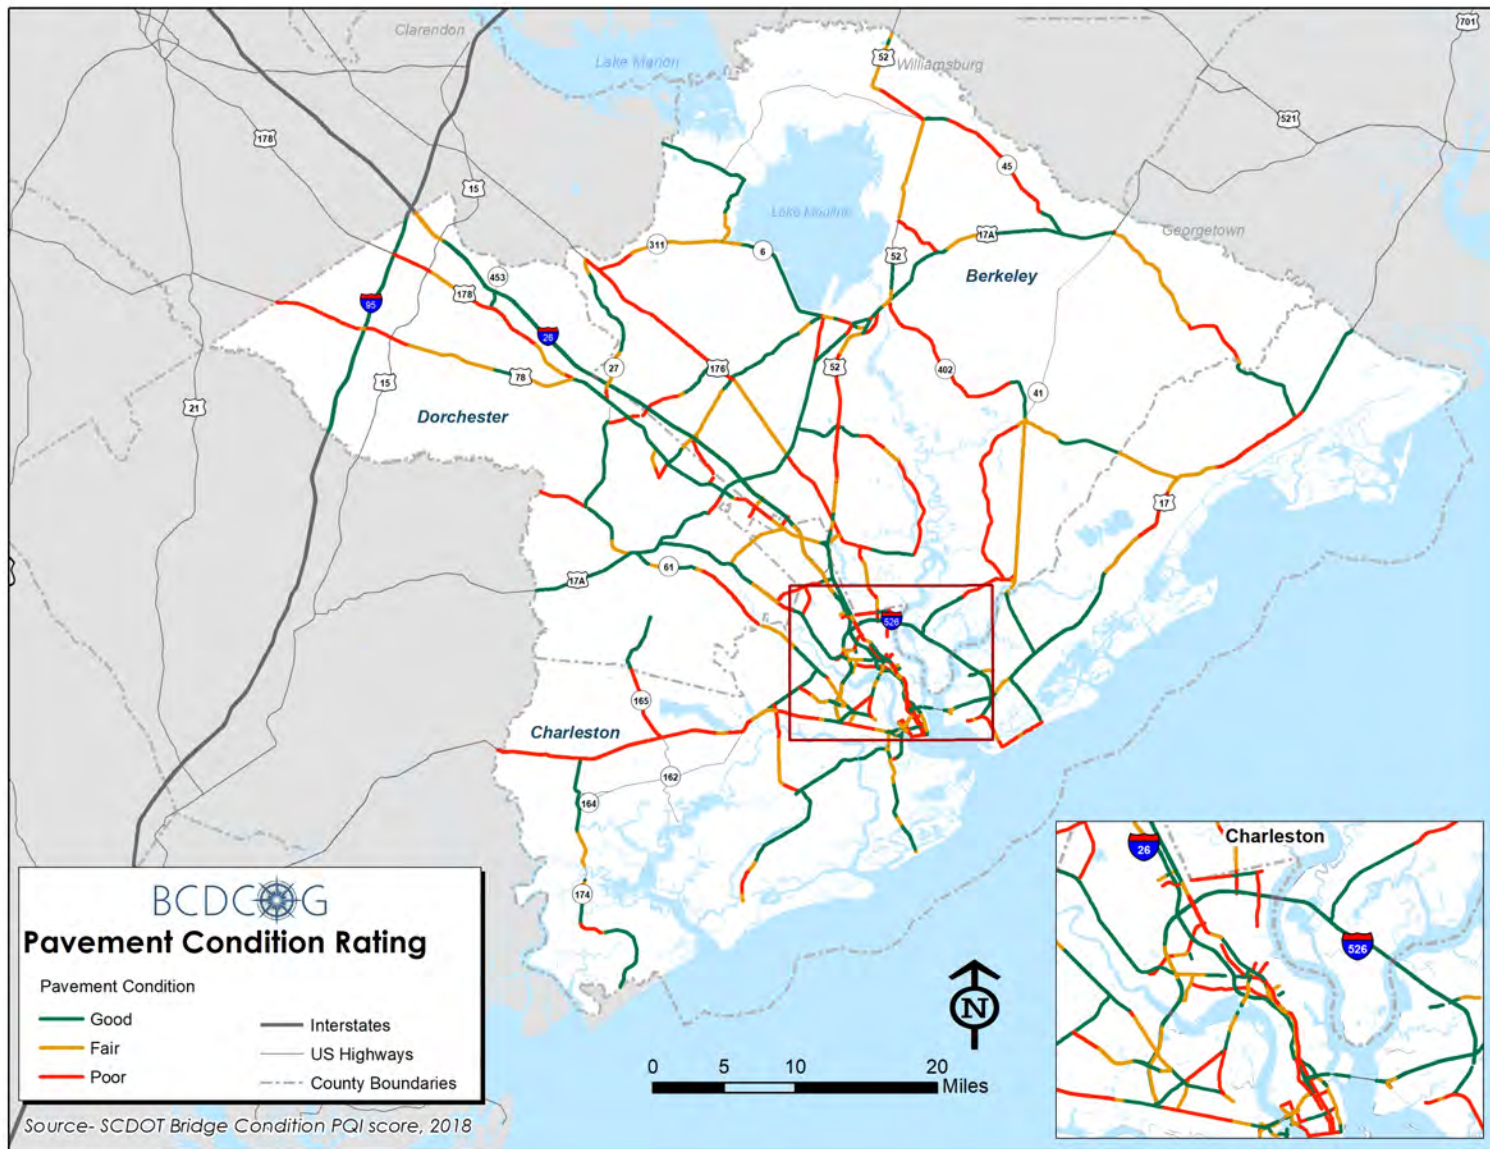 Clarendon
Lake Marion
52
Williamsburg
701
178
521
45
15
Lake Moultrie
17A
Georgetown
311
6
52
Berkeley
453
178
95
26
27
176
52
402
78
15
41
21
Dorchester
17
61
17A
526
165
Charleston
162
164
174
Charleston
26
526
BCDCOG
Pavement Condition Rating
Pavement Condition
Good
Fair
Poor
Interstates
US Highways
County Boundaries
Source- SCDOT Bridge Condition PQI score, 2018
N
0 5 10 20
Miles